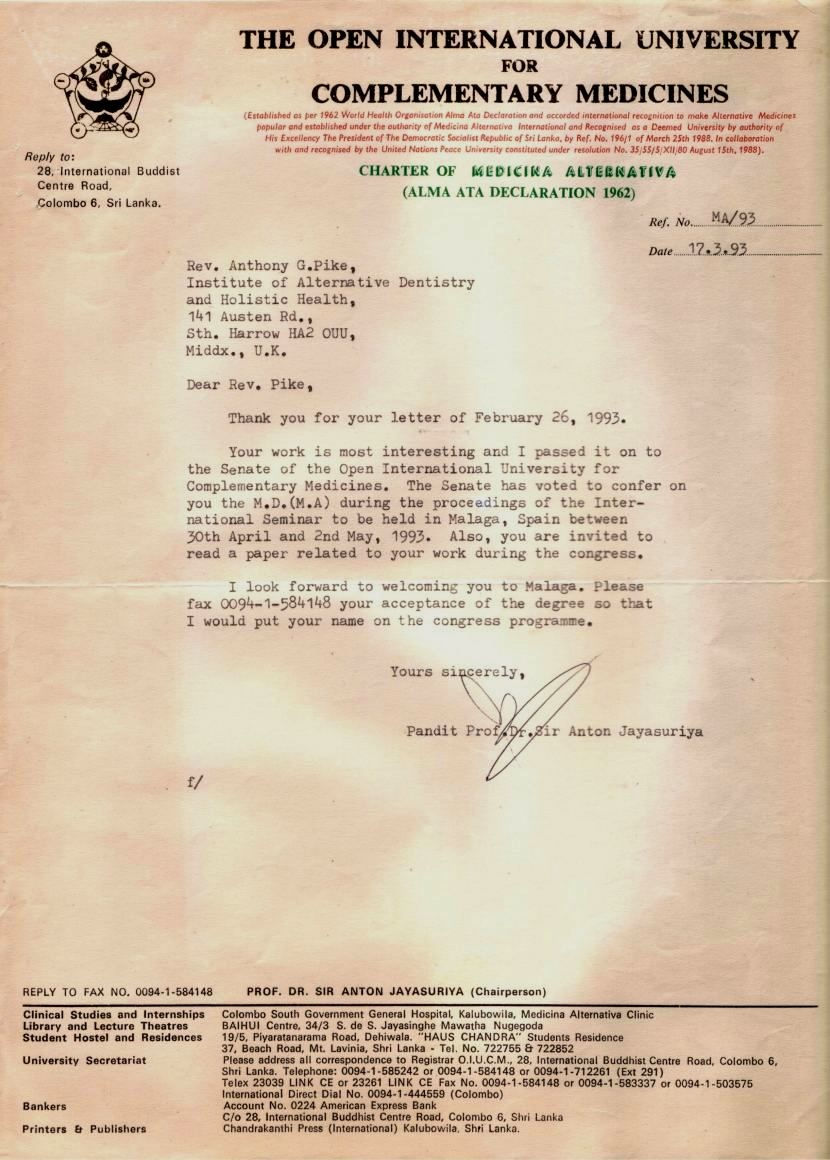 THE OPEN INTERNATIONAL UNIVERSITY
FOR
COMPLEMENTARY MEDICINES
(Established as per 1962 World Health Organisation Alma Ata Declaration and accorded international recognition to make Alternative Medicines
popular and established under the authority of Medicina Alternativa International and Recognised as a Deemed University by authority of
His Excellency The President of The Democratic Socialist Republic of Sri Lanka, by Ref. No. 196/1 of March 25th 1988. In collaboration
with and recognised by the United Nations Peace University constituted under resolution No. 35/55/5/XII/80 August 15th, 1988).
CHARTER OF MEDICINA ALTERNATIVA
(ALMA ATA DECLARATION 1962)
Reply to:
28, International Buddist
Centre Road,
Colombo 6, Sri Lanka.
Ref. No. MA/93
Date 17.3.93
Rev. Anthony G.Pike,
Institute of Alternative Dentistry
and Holistic Health,
141 Austen Rd.,
Sth. Harrow HA2 OUU,
Middx., U.K.
Dear Rev. Pike,
Thank you for your letter of February 26, 1993.
Your work is most interesting and I passed it on to
the Senate of the Open International University for
Complementary Medicines. The Senate has voted to confer on
you the M.D.(M.A) during the proceedings of the Inter-
national Seminar to be held in Malaga, Spain between
30th April and 2nd May, 1993. Also, you are invited to
read a paper related to your work during the congress.
I look forward to welcoming you to Malaga. Please
fax 0094-1-584148 your acceptance of the degree so that
I would put your name on the congress programme.
Yours sincerely,
Pandit Prof.Dr.Sir Anton Jayasuriya
f/
REPLY TO FAX NO. 0094-1-584148 PROF. DR. SIR ANTON JAYASURIYA (Chairperson)
Clinical Studies and Internships Colombo South Government General Hospital, Kalubowila, Medicina Alternativa Clinic
Library and Lecture Theatres BAIHUI Centre, 34/3 S. de S. Jayasinghe Mawatha Nugegoda
Student Hostel and Residences 19/5, Piyaratanarama Road, Dehiwala. "HAUS CHANDRA" Students Residence
37, Beach Road, Mt. Lavinia, Shri Lanka - Tel. No. 722755 & 722852
University Secretariat Please address all correspondence to Registrar O.I.U.C.M., 28, International Buddhist Centre Road, Colombo 6,
Shri Lanka. Telephone: 0094-1-585242 or 0094-1-584148 or 0094-1-712261 (Ext 291)
Telex 23039 LINK CE or 23261 LINK CE Fax No. 0094-1-584148 or 0094-1-583337 or 0094-1-503575
International Direct Dial No. 0094-1-444559 (Colombo)
Bankers Account No. 0224 American Express Bank
C/o 28, International Buddhist Centre Road, Colombo 6, Shri Lanka
Printers & Publishers Chandrakanthi Press (International) Kalubowila, Shri Lanka.